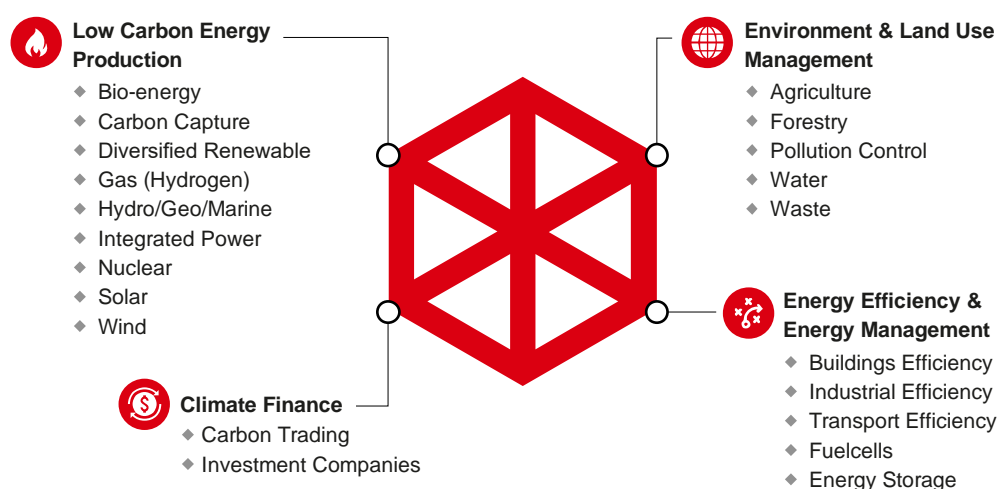 Low Carbon Energy
Production
Bio-energy
Carbon Capture
Diversified Renewable
Gas (Hydrogen)
Hydro/Geo/Marine
Integrated Power
Nuclear
Solar
Wind
Climate Finance
Carbon Trading
Investment Companies
Environment & Land Use
Management
Agriculture
Forestry
Pollution Control
Water
Waste
Energy Efficiency &
Energy Management
Buildings Efficiency
Industrial Efficiency
Transport Efficiency
Fuelcells
Energy Storage